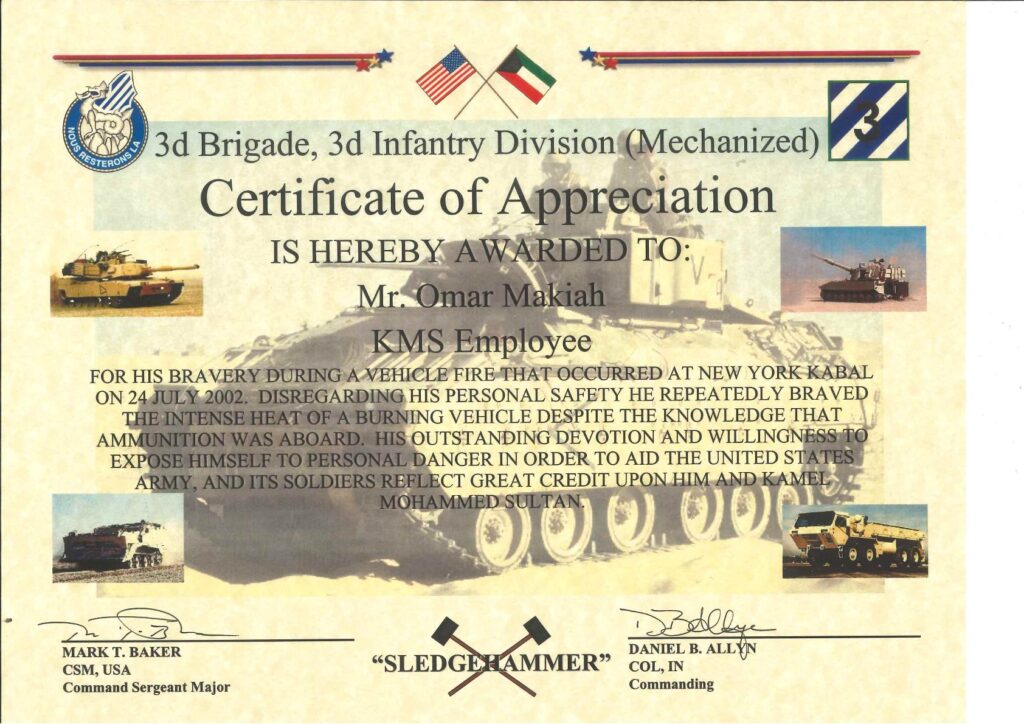 NOUS RESTERONS LA
3
3d Brigade, 3d Infantry Division (Mechanized)
Certificate of Appreciation
IS HEREBY AWARDED TO:
Mr. Omar Makiah
KMS Employee
FOR HIS BRAVERY DURING A VEHICLE FIRE THAT OCCURRED AT NEW YORK KABAL
ON 24 JULY 2002. DISREGARDING HIS PERSONAL SAFETY HE REPEATEDLY BRAVED
THE INTENSE HEAT OF A BURNING VEHICLE DESPITE THE KNOWLEDGE THAT
AMMUNITION WAS ABOARD. HIS OUTSTANDING DEVOTION AND WILLINGNESS TO
EXPOSE HIMSELF TO PERSONAL DANGER IN ORDER TO AID THE UNITED STATES
ARMY, AND ITS SOLDIERS REFLECT GREAT CREDIT UPON HIM AND KAMEL
MOHAMMED SULTAN.
MARK T. BAKER
CSM, USA
Command Sergeant Major
“SLEDGEHAMMER”
DANIEL B. ALLYN
COL, IN
Commanding